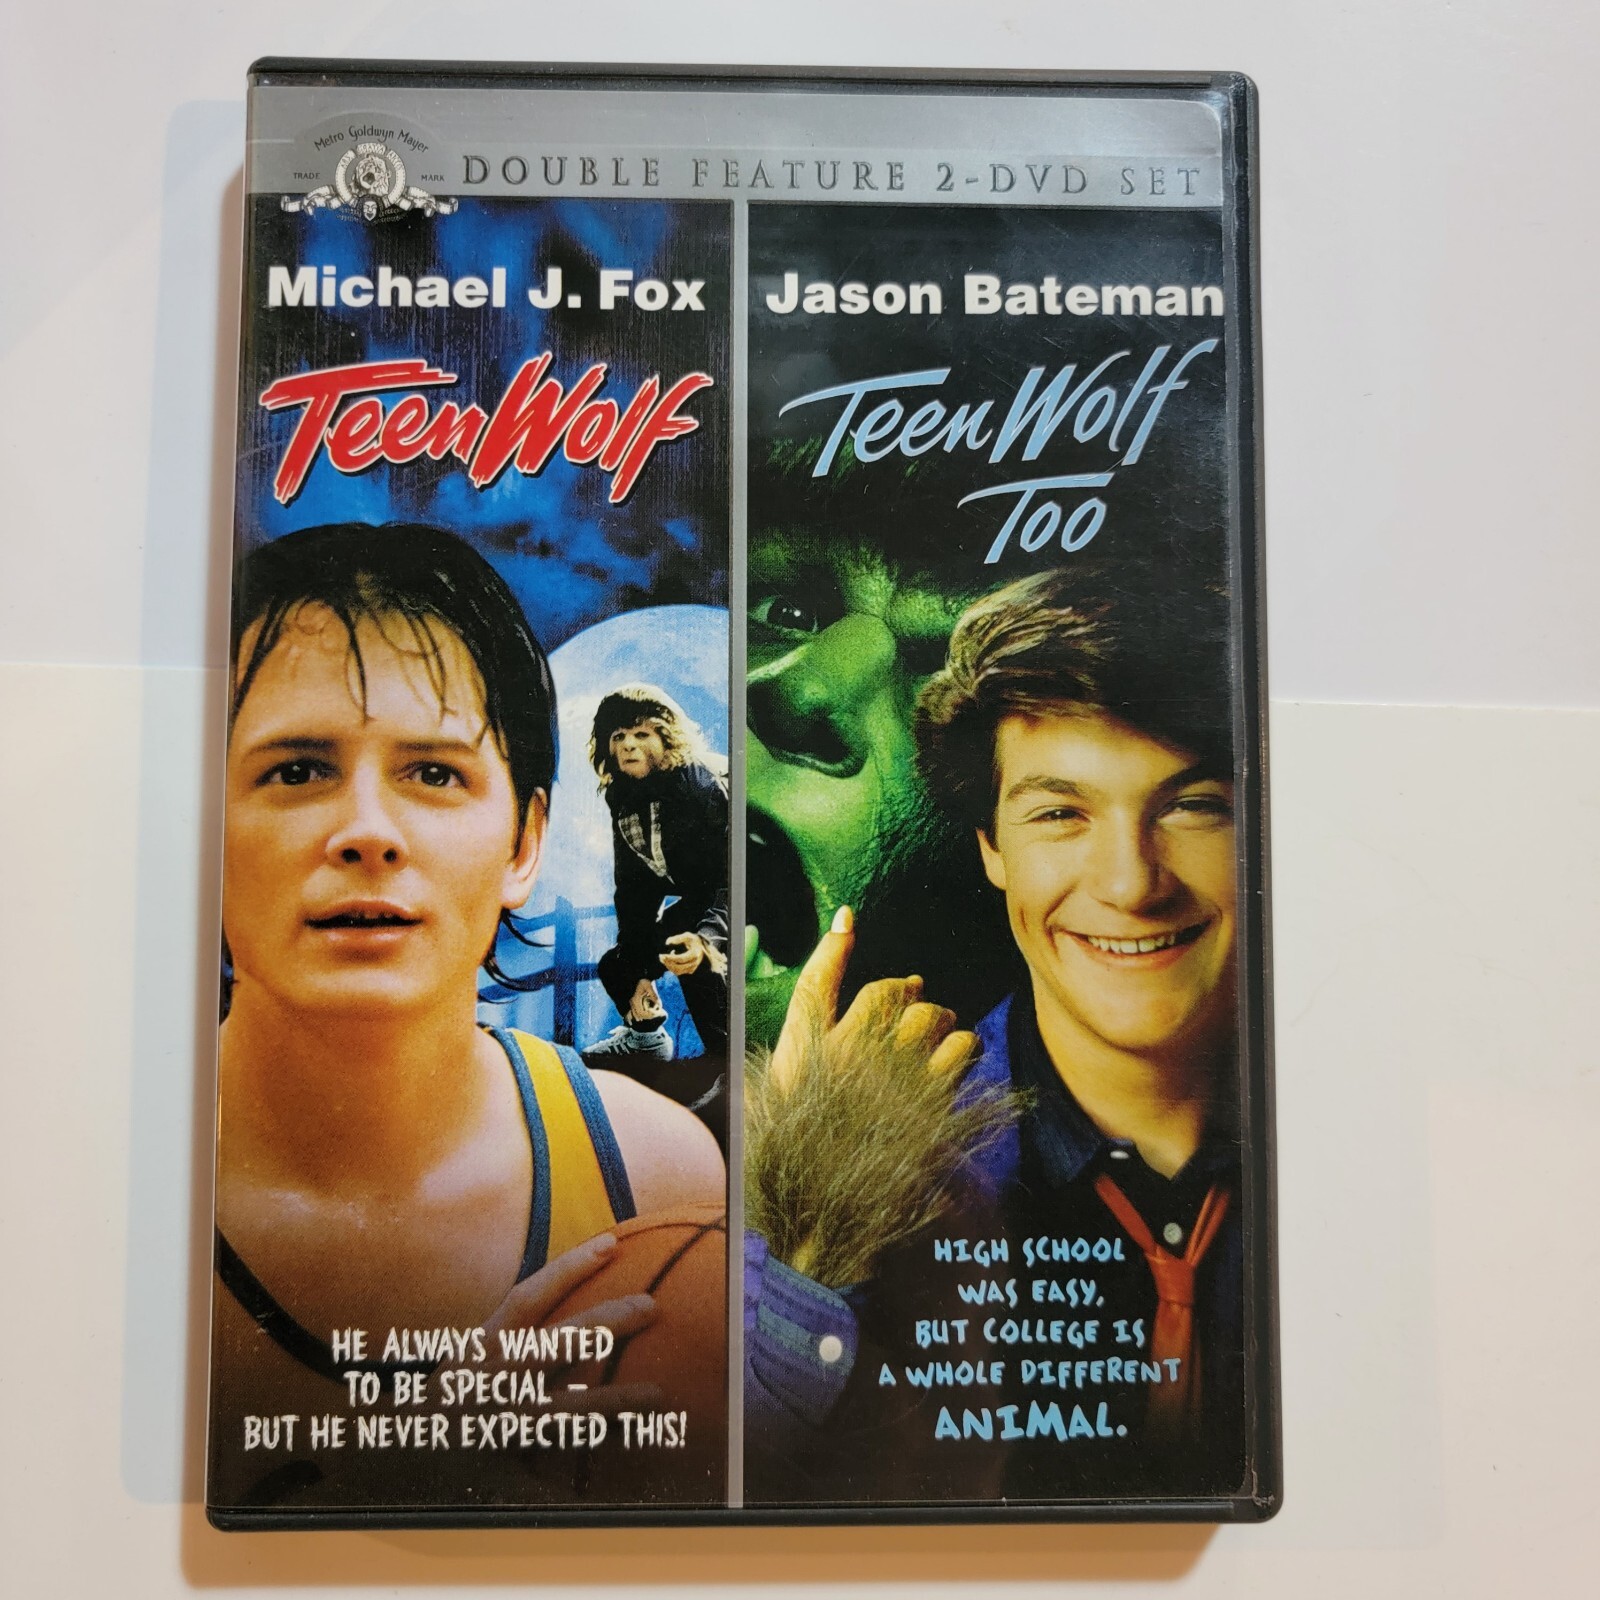 Metro Goldwyn Mayer
TRADE MARK
DOUBLE FEATURE 2-DVD SET
Michael J. Fox
Teen Wolf
HE ALWAYS WANTED
TO BE SPECIAL –
BUT HE NEVER EXPECTED THIS!
Jason Bateman
Teen Wolf
Too
HIGH SCHOOL
WAS EASY,
BUT COLLEGE IS
A WHOLE DIFFERENT
ANIMAL.